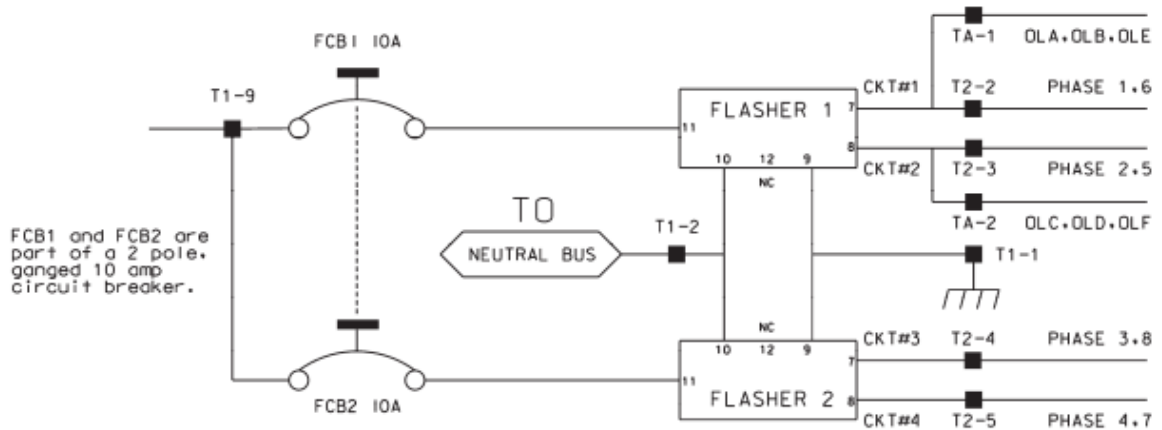 FCB1 10A
T1-9
TA-1 OLA.OLB.OLE
CKT#1 T2-2 PHASE 1.6
FLASHER 1
7
11
8
10 12 9
NC
CKT#2 T2-3 PHASE 2.5
TA-2 OLC.OLD.OLF
TO
NEUTRAL BUS
T1-2
T1-1
FCB1 and FCB2 are
part of a 2 pole.
ganged 10 amp
circuit breaker.
NC
10 12 9
CKT#3 T2-4 PHASE 3.8
7
11
FLASHER 2
8
CKT#4 T2-5 PHASE 4.7
FCB2 10A